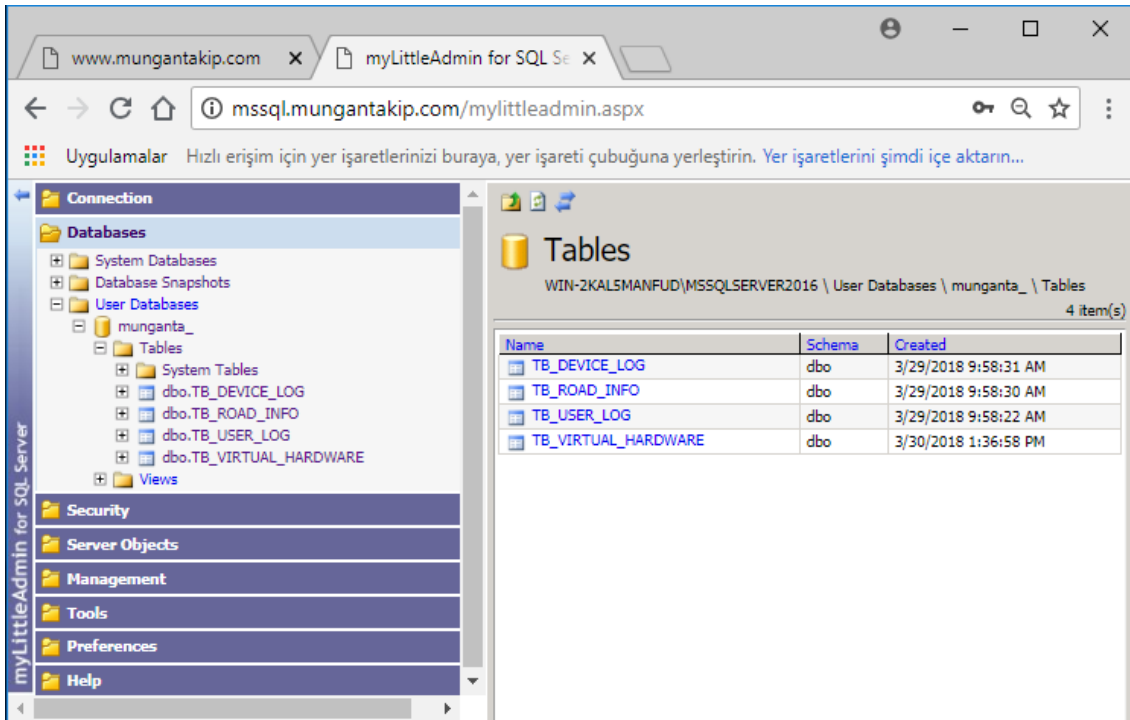 www.mungantakip.com
myLittleAdmin for SQL Se
mssql.mungantakip.com/mylittleadmin.aspx
Uygulamalar Hızlı erişim için yer işaretlerinizi buraya, yer işareti çubuğuna yerleştirin. Yer işaretlerini şimdi içe aktarın...
myLittleAdmin for SQL Server
Connection
Databases
System Databases
Database Snapshots
User Databases
munganta_
Tables
System Tables
dbo.TB_DEVICE_LOG
dbo.TB_ROAD_INFO
dbo.TB_USER_LOG
dbo.TB_VIRTUAL_HARDWARE
Views
Security
Server Objects
Management
Tools
Preferences
Help
Tables
WIN-2KAL5MANFUD\MSSQLSERVER2016 \ User Databases \ munganta_ \ Tables
4 item(s)
Name Schema Created
TB_DEVICE_LOG dbo 3/29/2018 9:58:31 AM
TB_ROAD_INFO dbo 3/29/2018 9:58:30 AM
TB_USER_LOG dbo 3/29/2018 9:58:22 AM
TB_VIRTUAL_HARDWARE dbo 3/30/2018 1:36:58 PM